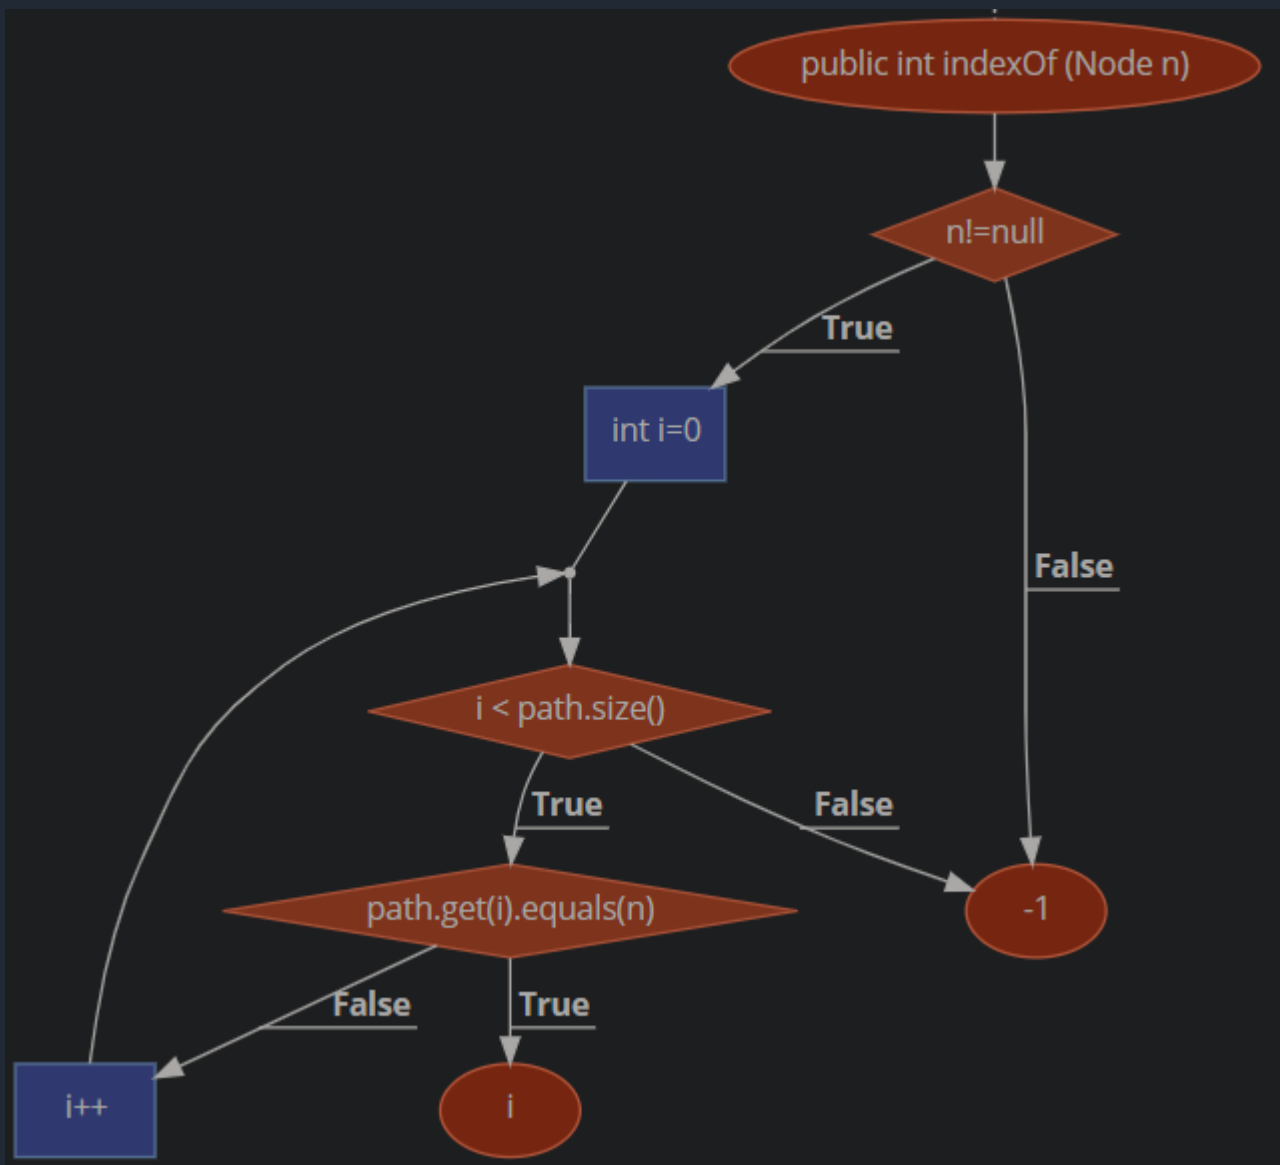 public int indexOf (Node n)
n!=null
True
int i=0
False
i < path.size()
True
False
path.get(i).equals(n)
-1
False
True
i++
i